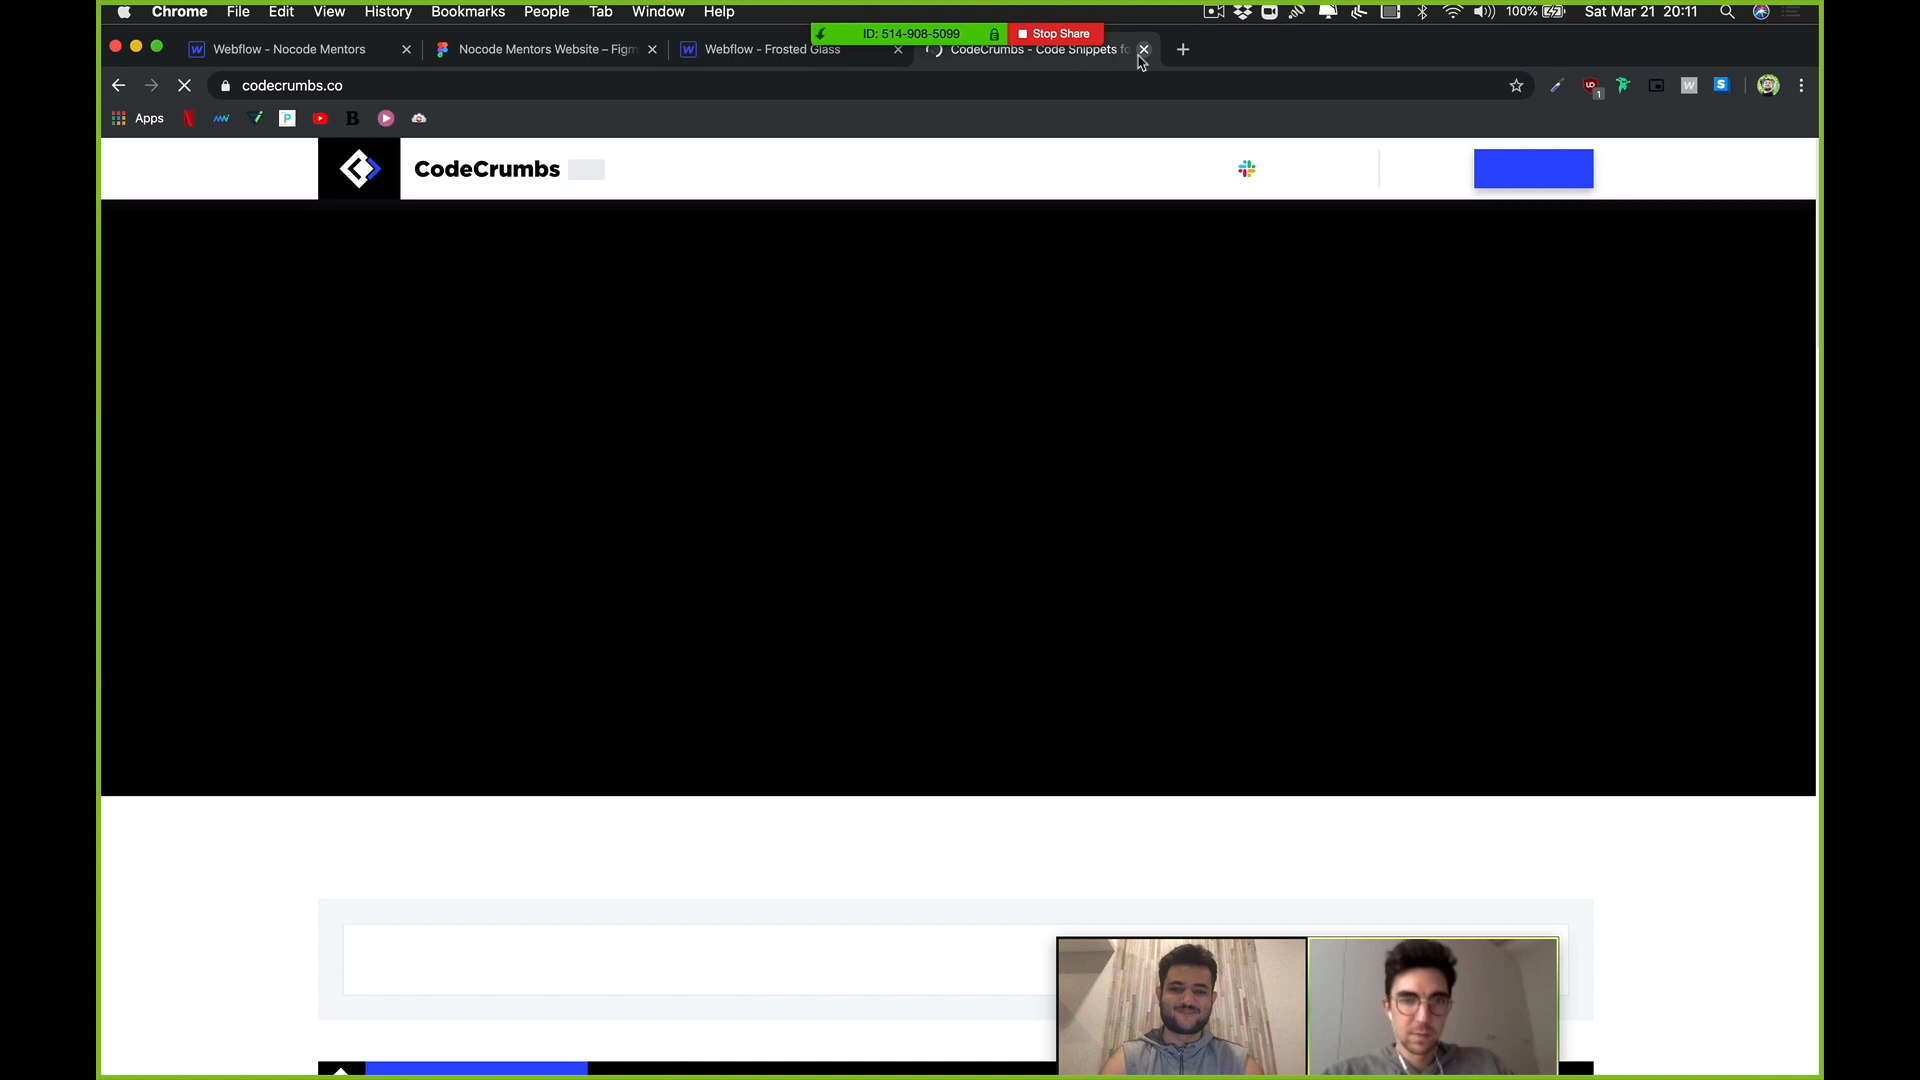 Chrome File Edit View History Bookmarks People Tab Window Help 100% Sat Mar 21 20:11
ID: 514-908-5099 Stop Share
Webflow - Nocode Mentors Nocode Mentors Website – Figm Webflow - Frosted Glass CodeCrumbs - Code Snippets fo
codecrumbs.co
Apps
CodeCrumbs